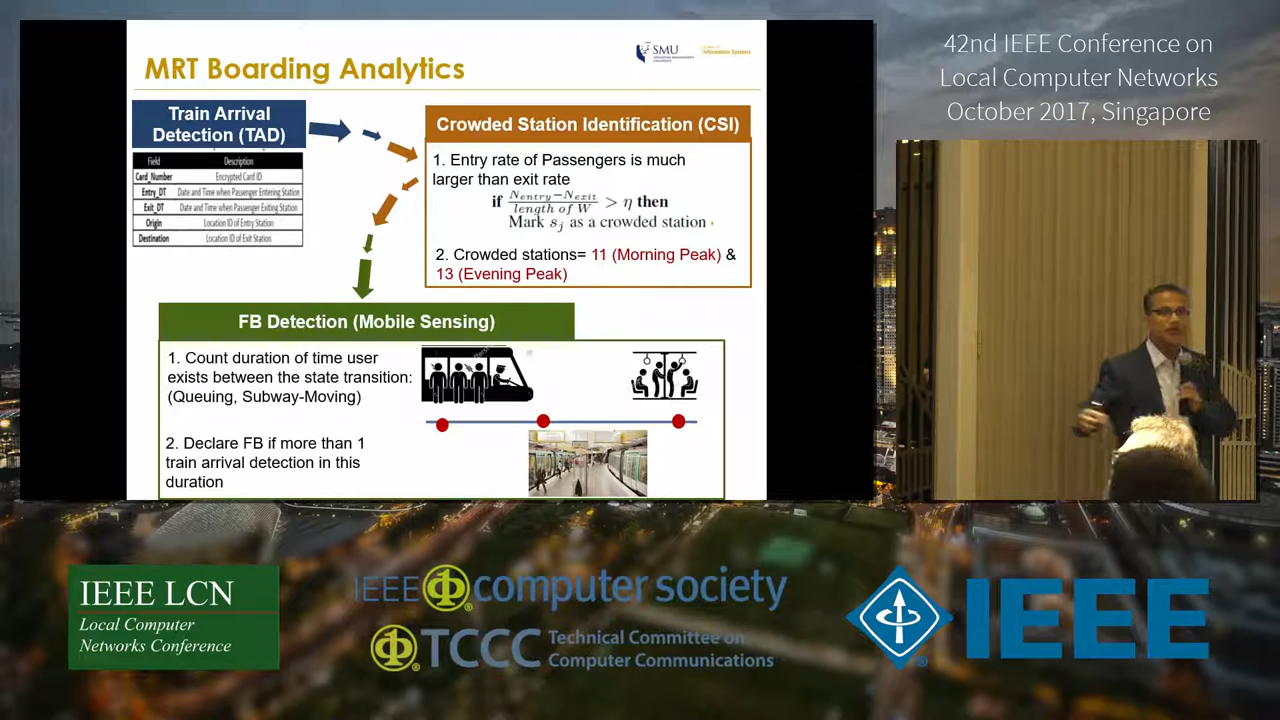 MRT Boarding Analytics
SMU
Information Systems
42nd IEEE Conference on
Local Computer Networks
October 2017, Singapore
Train Arrival
Detection (TAD)
Field Description
Card_Number Encrypted Card ID
Entry_DT Date and Time when Passenger Entering Station
Exit_DT Date and Time when Passenger Exiting Station
Origin Location ID of Entry Station
Destination Location ID of Exit Station
Crowded Station Identification (CSI)
1. Entry rate of Passengers is much
larger than exit rate
if (N_entry−N_exit)/(length of W) > η then
Mark s_j as a crowded station
2. Crowded stations= 11 (Morning Peak) &
13 (Evening Peak)
FB Detection (Mobile Sensing)
1. Count duration of time user
exists between the state transition:
(Queuing, Subway-Moving)
2. Declare FB if more than 1
train arrival detection in this
duration
IEEE LCN
Local Computer
Networks Conference
IEEE computer society
TCCC Technical Committee on
Computer Communications
IEEE